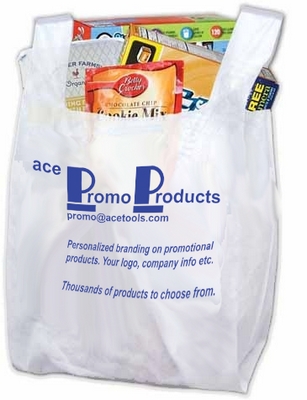 Betty Crocker
CHOCOLATE CHIP
Cookie Mix
FREE
ace
Promo Products
promo@acetools.com
Personalized branding on promotional
products. Your logo, company info etc.
Thousands of products to choose from.